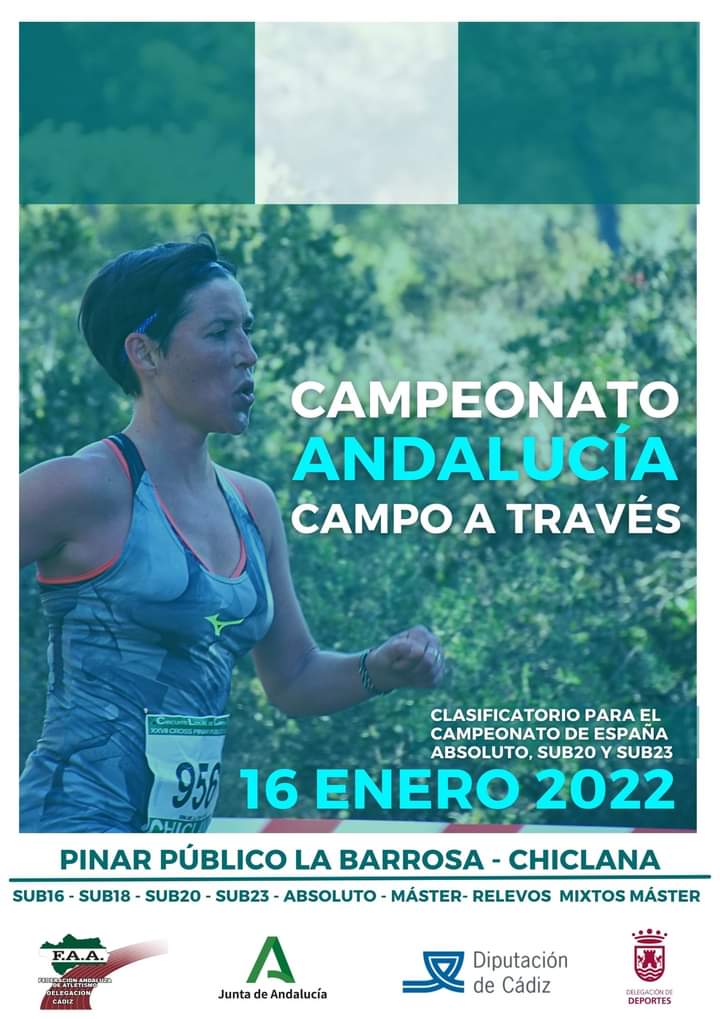 CAMPEONATO
ANDALUCÍA
CAMPO A TRAVÉS
CLASIFICATORIO PARA EL
CAMPEONATO DE ESPAÑA
ABSOLUTO, SUB20 Y SUB23
16 ENERO 2022
956
CHICLA
PINAR PÚBLICO LA BARROSA - CHICLANA
SUB16 - SUB18 - SUB20 - SUB23 - ABSOLUTO - MÁSTER- RELEVOS MIXTOS MÁSTER
F.A.A.
FEDERACIÓN ANDALUZA
DE ATLETISMO
DELEGACIÓN
CÁDIZ
Junta de Andalucía
Diputación
de Cádiz
DELEGACIÓN DE
DEPORTES